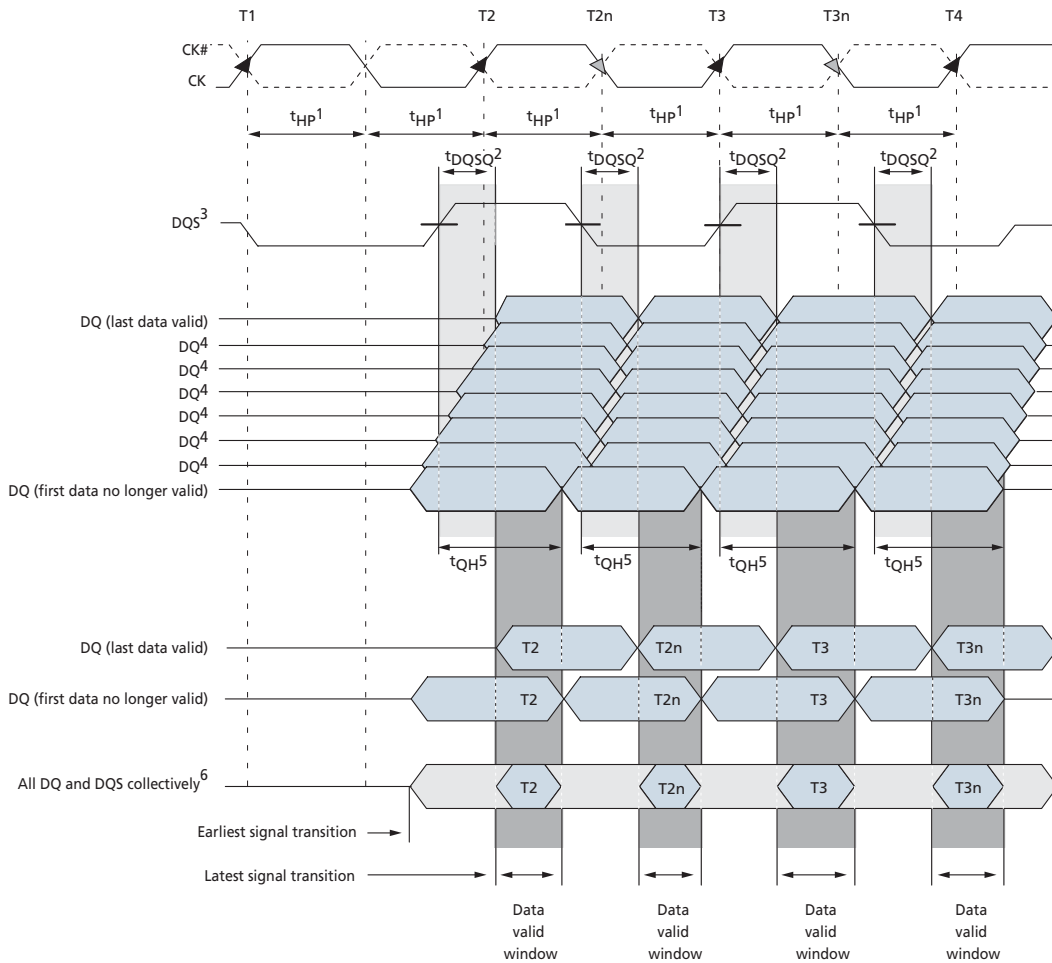 T1 T2 T2n T3 T3n T4
CK#
CK
tHP1 tHP1 tHP1 tHP1 tHP1 tHP1
tDQSQ2 tDQSQ2 tDQSQ2 tDQSQ2
DQS3
DQ (last data valid)
DQ4
DQ4
DQ4
DQ4
DQ4
DQ4
DQ (first data no longer valid)
tQH5 tQH5 tQH5 tQH5
DQ (last data valid) T2 T2n T3 T3n
DQ (first data no longer valid) T2 T2n T3 T3n
All DQ and DQS collectively6 T2 T2n T3 T3n
Earliest signal transition
Latest signal transition
Data Data Data Data
valid valid valid valid
window window window window